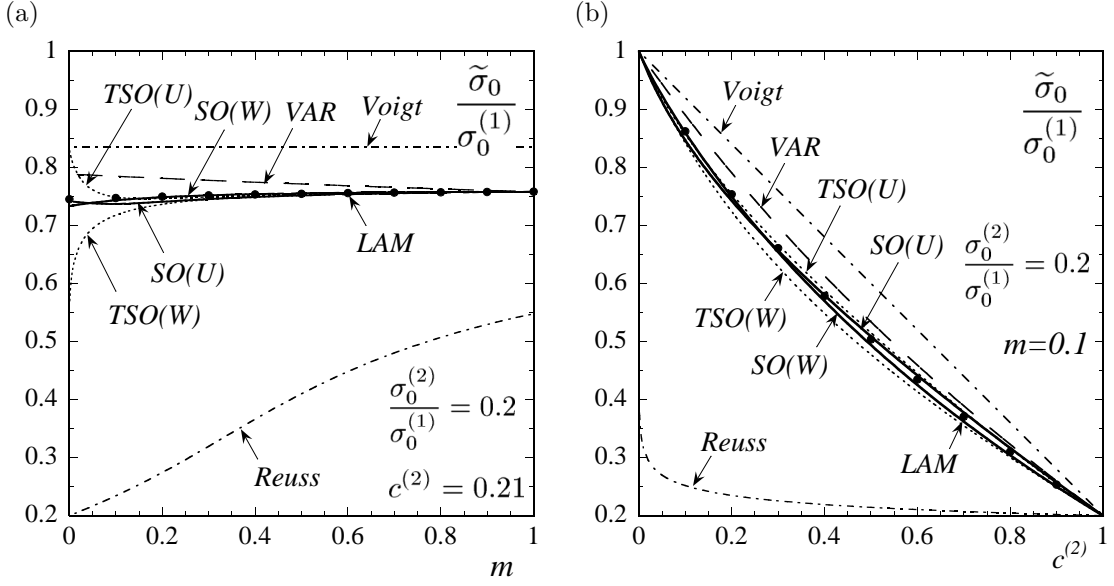 (a)
1
0.9
0.8
0.7
0.6
0.5
0.4
0.3
0.2
0
0.2
0.4
0.6
0.8
1
m
TSO(U)
SO(W)
VAR
Voigt
σ̃₀ / σ₀⁽¹⁾
LAM
SO(U)
TSO(W)
Reuss
σ₀⁽²⁾ / σ₀⁽¹⁾ = 0.2
c⁽²⁾ = 0.21
(b)
1
0.9
0.8
0.7
0.6
0.5
0.4
0.3
0.2
0
0.2
0.4
0.6
0.8
1
c⁽²⁾
Voigt
σ̃₀ / σ₀⁽¹⁾
VAR
TSO(U)
SO(U)
σ₀⁽²⁾ / σ₀⁽¹⁾ = 0.2
m=0.1
TSO(W)
SO(W)
Reuss
LAM